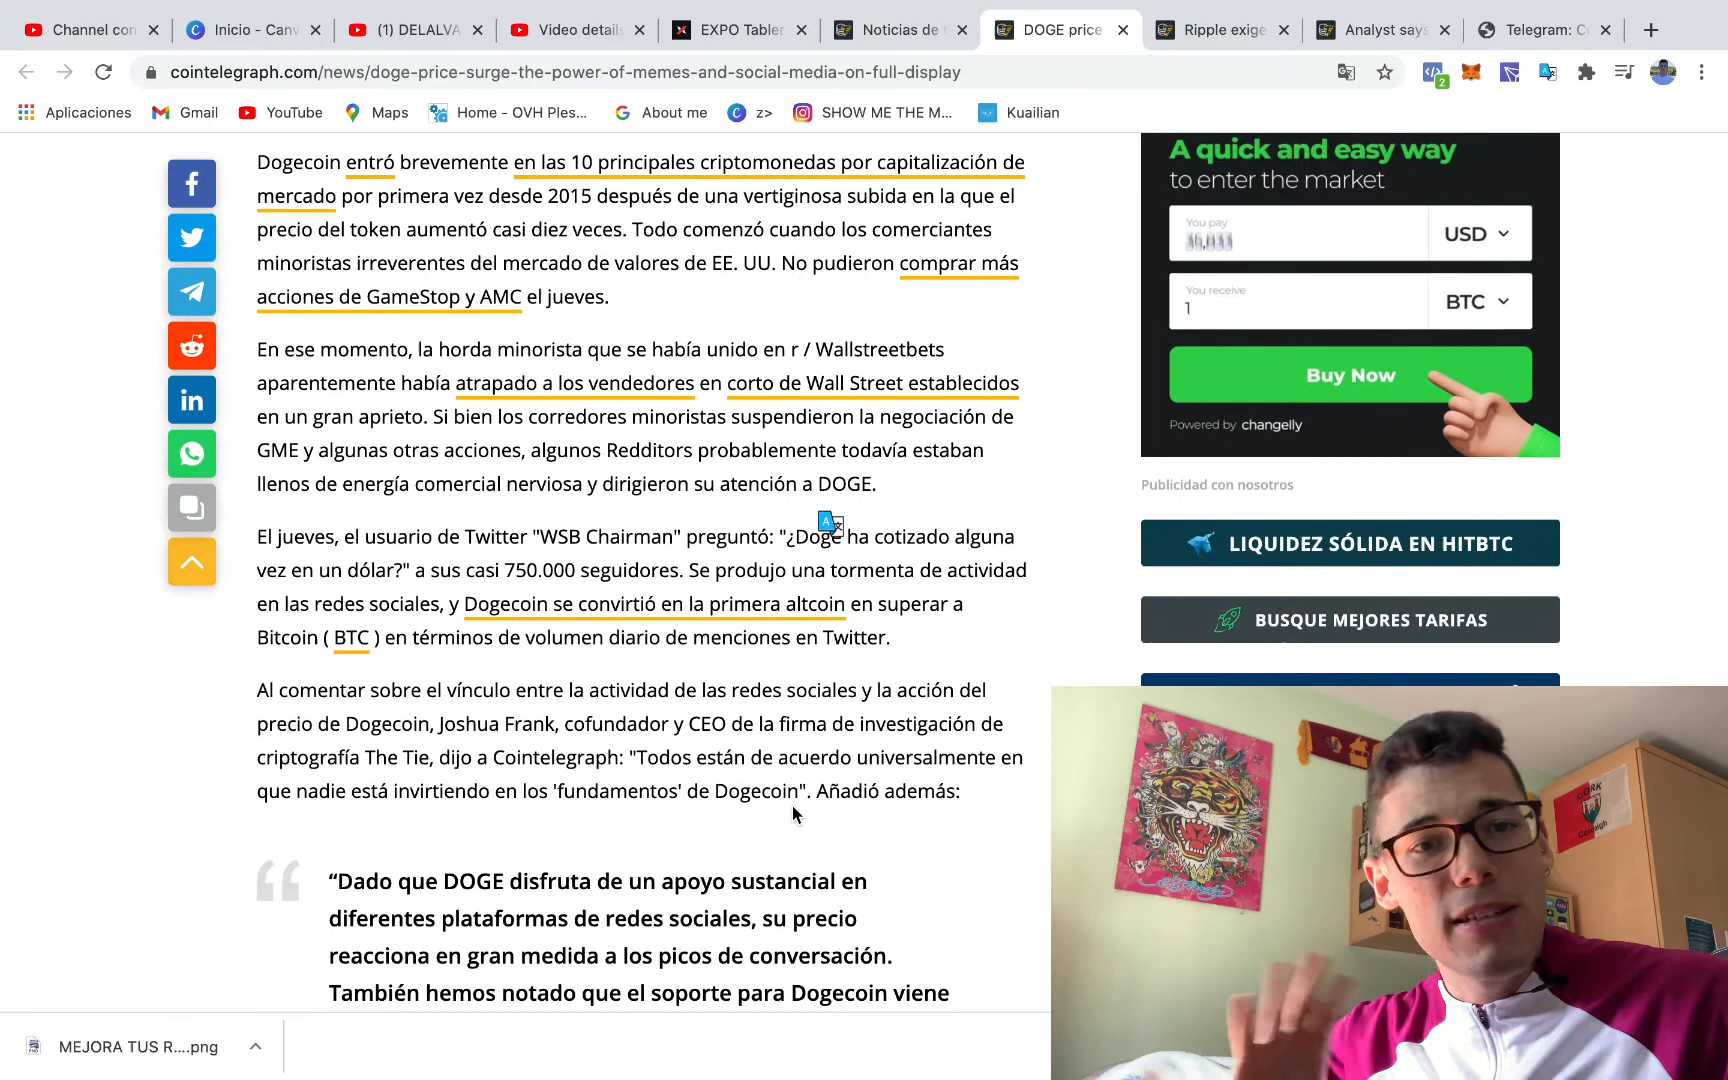 Channel con
Inicio - Canv
(1) DELALVA
Video details
EXPO Tabler
Noticias de
DOGE price
Ripple exige
Analyst says
Telegram: Co
cointelegraph.com/news/doge-price-surge-the-power-of-memes-and-social-media-on-full-display
2
Aplicaciones
Gmail
YouTube
Maps
Home - OVH Ples...
About me
z>
SHOW ME THE M...
Kuailian
Dogecoin entró brevemente en las 10 principales criptomonedas por capitalización de
mercado por primera vez desde 2015 después de una vertiginosa subida en la que el
precio del token aumentó casi diez veces. Todo comenzó cuando los comerciantes
minoristas irreverentes del mercado de valores de EE. UU. No pudieron comprar más
acciones de GameStop y AMC el jueves.
En ese momento, la horda minorista que se había unido en r / Wallstreetbets
aparentemente había atrapado a los vendedores en corto de Wall Street establecidos
en un gran aprieto. Si bien los corredores minoristas suspendieron la negociación de
GME y algunas otras acciones, algunos Redditors probablemente todavía estaban
llenos de energía comercial nerviosa y dirigieron su atención a DOGE.
El jueves, el usuario de Twitter "WSB Chairman" preguntó: "¿Doge ha cotizado alguna
vez en un dólar?" a sus casi 750.000 seguidores. Se produjo una tormenta de actividad
en las redes sociales, y Dogecoin se convirtió en la primera altcoin en superar a
Bitcoin ( BTC ) en términos de volumen diario de menciones en Twitter.
Al comentar sobre el vínculo entre la actividad de las redes sociales y la acción del
precio de Dogecoin, Joshua Frank, cofundador y CEO de la firma de investigación de
criptografía The Tie, dijo a Cointelegraph: "Todos están de acuerdo universalmente en
que nadie está invirtiendo en los 'fundamentos' de Dogecoin". Añadió además:
“Dado que DOGE disfruta de un apoyo sustancial en
diferentes plataformas de redes sociales, su precio
reacciona en gran medida a los picos de conversación.
También hemos notado que el soporte para Dogecoin viene
A quick and easy way
to enter the market
You pay
USD
You receive
1
BTC
Buy Now
Powered by changelly
Publicidad con nosotros
LIQUIDEZ SÓLIDA EN HITBTC
BUSQUE MEJORES TARIFAS
CORK
Corcaigh
MEJORA TUS R....png